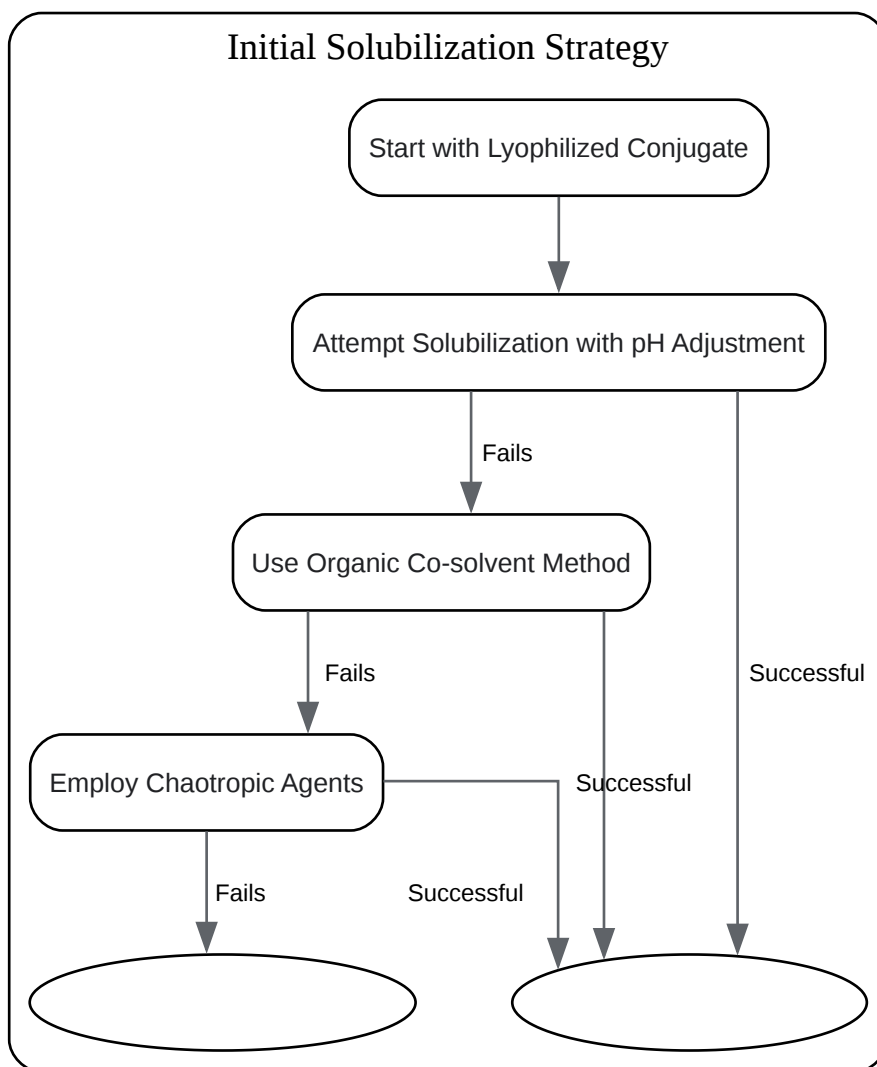 Initial Solubilization Strategy
Start with Lyophilized Conjugate
Attempt Solubilization with pH Adjustment
Fails
Use Organic Co-solvent Method
Fails
Successful
Employ Chaotropic Agents
Successful
Fails
Successful